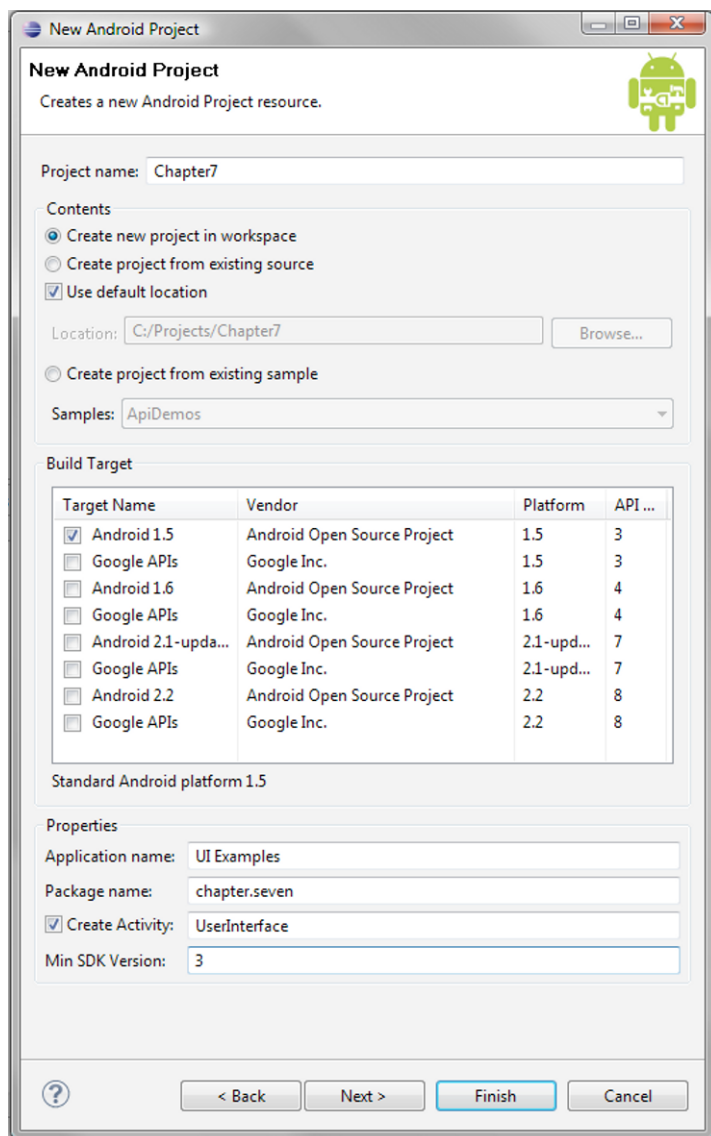 New Android Project
New Android Project
Creates a new Android Project resource.
Project name: Chapter7
Contents
Create new project in workspace
Create project from existing source
Use default location
Location: C:/Projects/Chapter7 Browse...
Create project from existing sample
Samples: ApiDemos
Build Target
Target Name Vendor Platform API ...
Android 1.5 Android Open Source Project 1.5 3
Google APIs Google Inc. 1.5 3
Android 1.6 Android Open Source Project 1.6 4
Google APIs Google Inc. 1.6 4
Android 2.1-upda... Android Open Source Project 2.1-upd... 7
Google APIs Google Inc. 2.1-upd... 7
Android 2.2 Android Open Source Project 2.2 8
Google APIs Google Inc. 2.2 8
Standard Android platform 1.5
Properties
Application name: UI Examples
Package name: chapter.seven
Create Activity: UserInterface
Min SDK Version: 3
? < Back Next > Finish Cancel